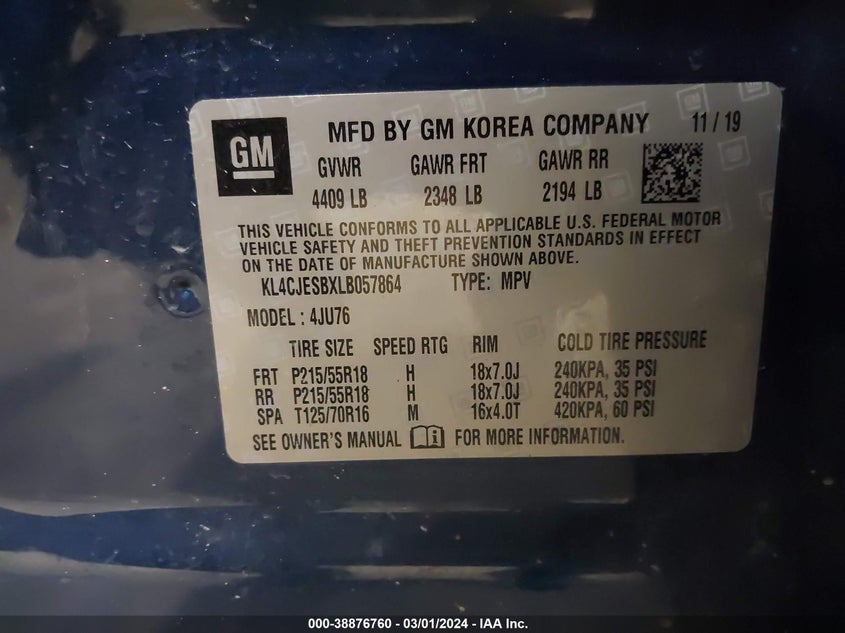 GM
MFD BY GM KOREA COMPANY 11/19
GVWR GAWR FRT GAWR RR
4409 LB 2348 LB 2194 LB
THIS VEHICLE CONFORMS TO ALL APPLICABLE U.S. FEDERAL MOTOR
VEHICLE SAFETY AND THEFT PREVENTION STANDARDS IN EFFECT
ON THE DATE OF MANUFACTURE SHOWN ABOVE.
KL4CJESBXLB057864 TYPE: MPV
MODEL : 4JU76
TIRE SIZE SPEED RTG RIM COLD TIRE PRESSURE
FRT P215/55R18 H 18x7.0J 240KPA, 35 PSI
RR P215/55R18 H 18x7.0J 240KPA, 35 PSI
SPA T125/70R16 M 16x4.0T 420KPA, 60 PSI
SEE OWNER'S MANUAL FOR MORE INFORMATION.
000-38876760 - 03/01/2024 - IAA Inc.